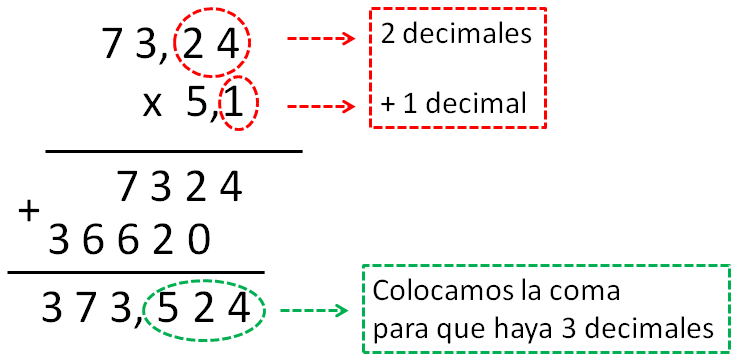 73,24 2 decimales
x 5,1 + 1 decimal
7324
+
36620
373,524 Colocamos la coma
para que haya 3 decimales